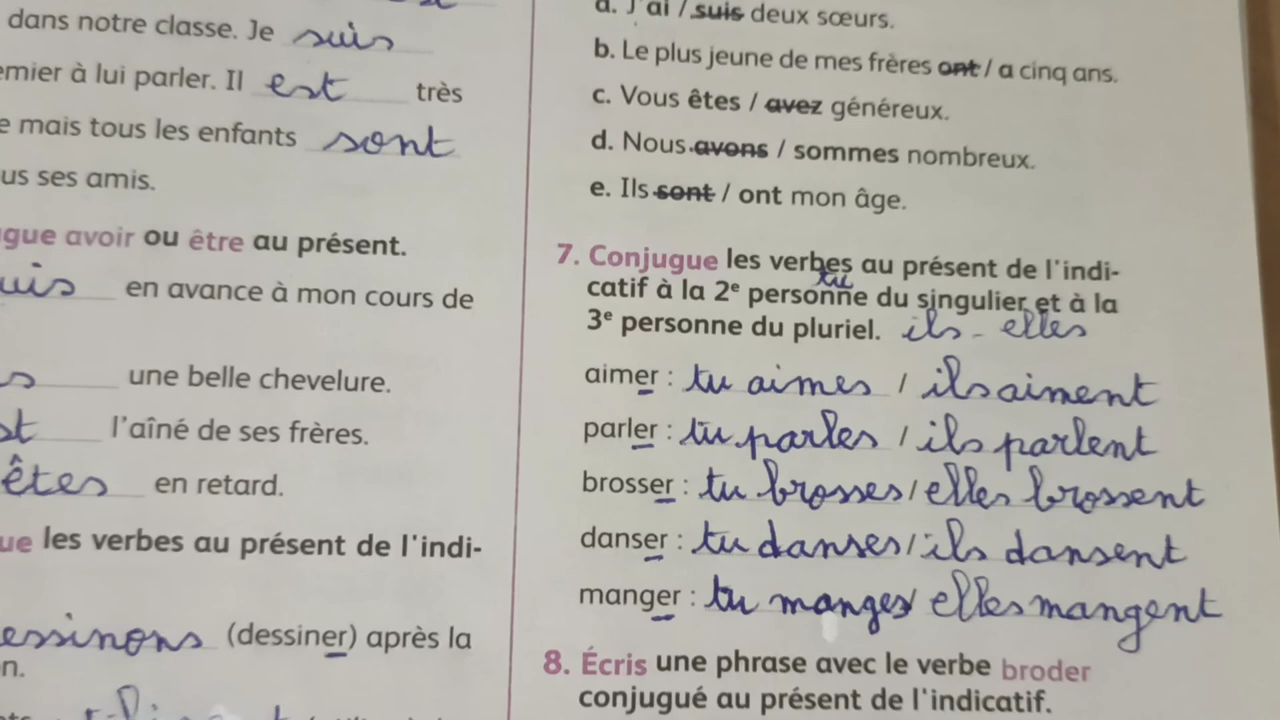 dans notre classe. Je suis
emier à lui parler. Il est très
e mais tous les enfants sont
us ses amis.
gue avoir ou être au présent.
uis en avance à mon cours de
s une belle chevelure.
st l'aîné de ses frères.
êtes en retard.
ue les verbes au présent de l'indi-
essinons (dessiner) après la
n.
a. J'ai / suis deux sœurs.
b. Le plus jeune de mes frères ont / a cinq ans.
c. Vous êtes / avez généreux.
d. Nous avons / sommes nombreux.
e. Ils sont / ont mon âge.
7. Conjugue les verbes au présent de l'indi-
tu
catif à la 2e personne du singulier et à la
3e personne du pluriel. ils - elles
aimer : tu aimes / ils aiment
parler : tu parles / ils parlent
brosser : tu brosses / elles brossent
danser : tu danses / ils dansent
manger : tu manges / elles mangent
8. Écris une phrase avec le verbe broder
conjugué au présent de l'indicatif.